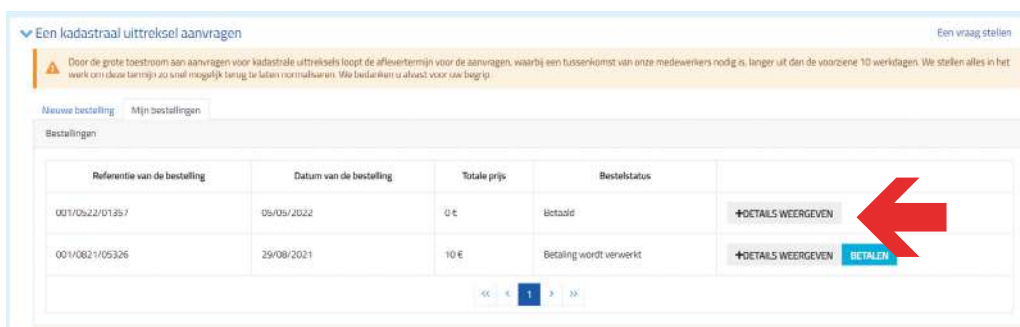 Een kadastraal uittreksel aanvragen
Een vraag stellen
Door de grote toestroom aan aanvragen voor kadastrale uittreksels loopt de aflevertermijn voor de aanvragen, waarbij een tussenkomst van onze medewerkers nodig is, langer uit dan de voorziene 10 werkdagen. We stellen alles in het
werk om deze termijn zo snel mogelijk terug te laten normaliseren. We bedanken u alvast voor uw begrip.
Nieuwe bestelling Mijn bestellingen
Bestellingen
Referentie van de bestelling Datum van de bestelling Totale prijs Bestelstatus
001/0522/01357 05/05/2022 0 € Betaald +DETAILS WEERGEVEN
001/0821/05326 29/08/2021 10 € Betaling wordt verwerkt +DETAILS WEERGEVEN BETALEN
« < 1 > »